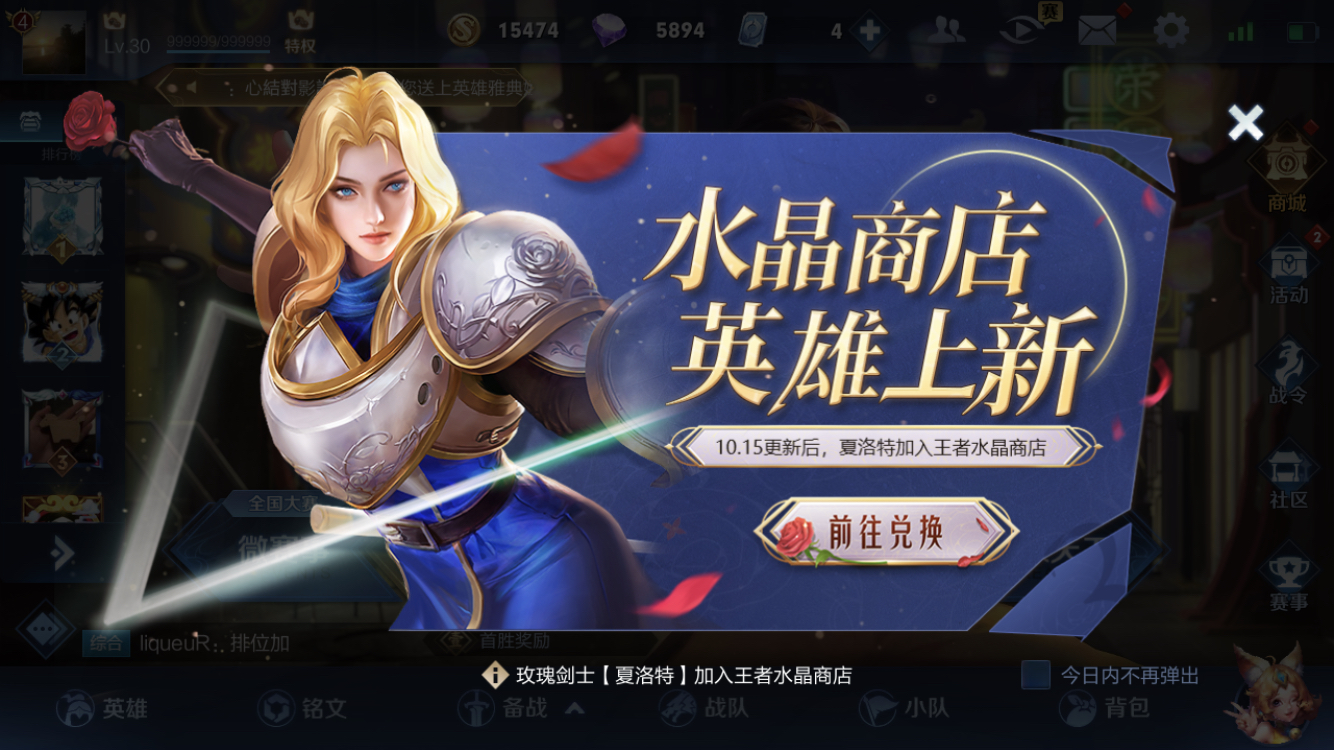 4
Lv.30
999999/999999
特权
15474
5894
4
赛
心結對影
您送上英雄雅典
荣
排行榜
1
2
3
商城
2
活动
战令
社区
赛事
水晶商店
英雄上新
10.15更新后，夏洛特加入王者水晶商店
前往兑换
全国大赛
综合 liqueuR.: 排位加
首胜奖励
玫瑰剑士【夏洛特】加入王者水晶商店
今日内不再弹出
英雄
铭文
备战
战队
小队
背包